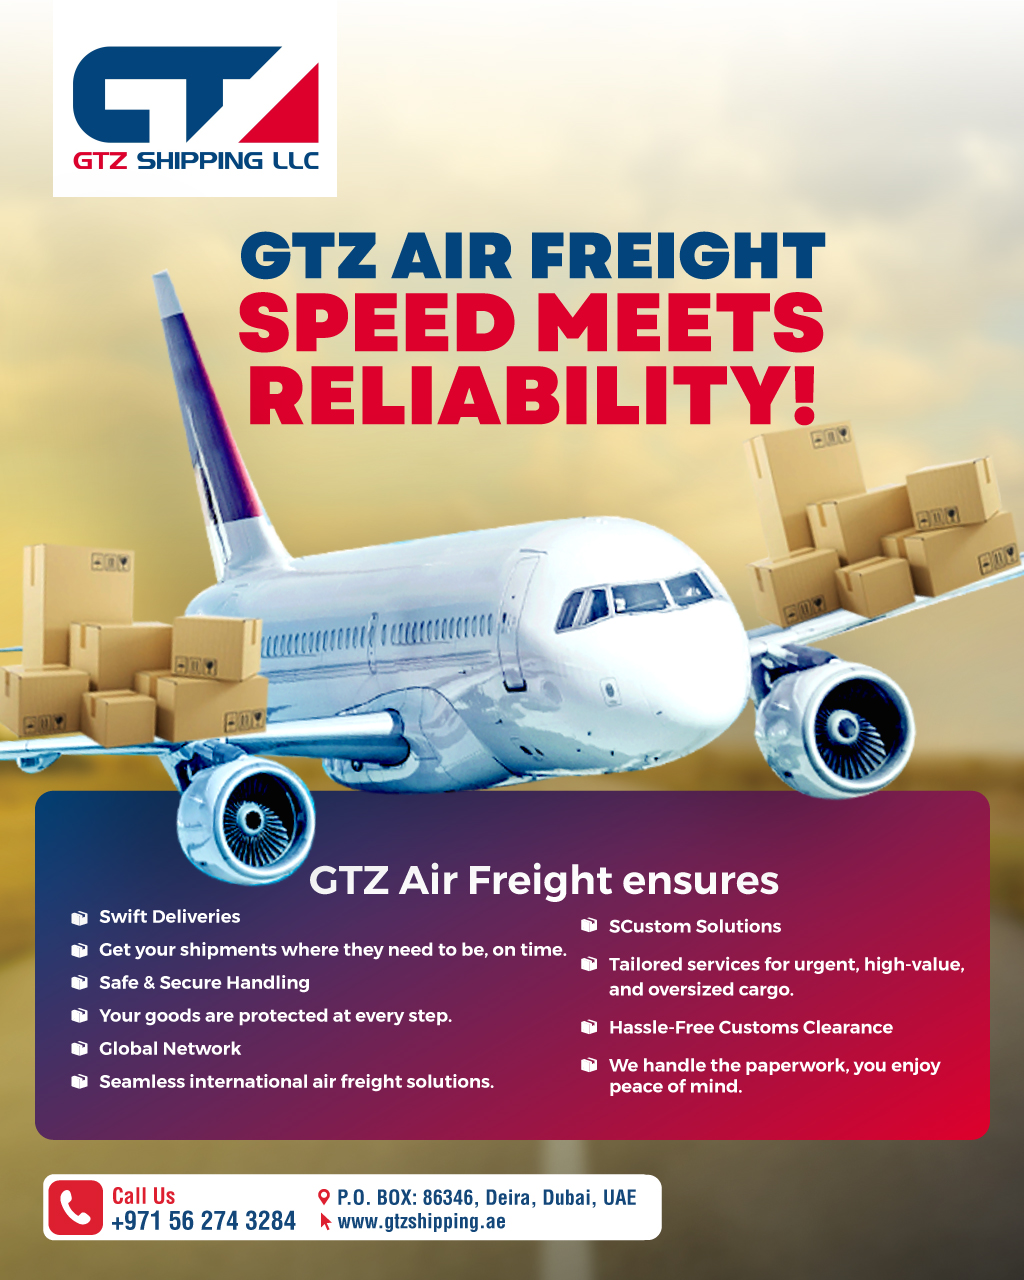 GTZ SHIPPING LLC
GTZ AIR FREIGHT
SPEED MEETS
RELIABILITY!
GTZ Air Freight ensures
Swift Deliveries
Get your shipments where they need to be, on time.
Safe & Secure Handling
Your goods are protected at every step.
Global Network
Seamless international air freight solutions.
SCustom Solutions
Tailored services for urgent, high-value,
and oversized cargo.
Hassle-Free Customs Clearance
We handle the paperwork, you enjoy
peace of mind.
Call Us
+971 56 274 3284
P.O. BOX: 86346, Deira, Dubai, UAE
www.gtzshipping.ae